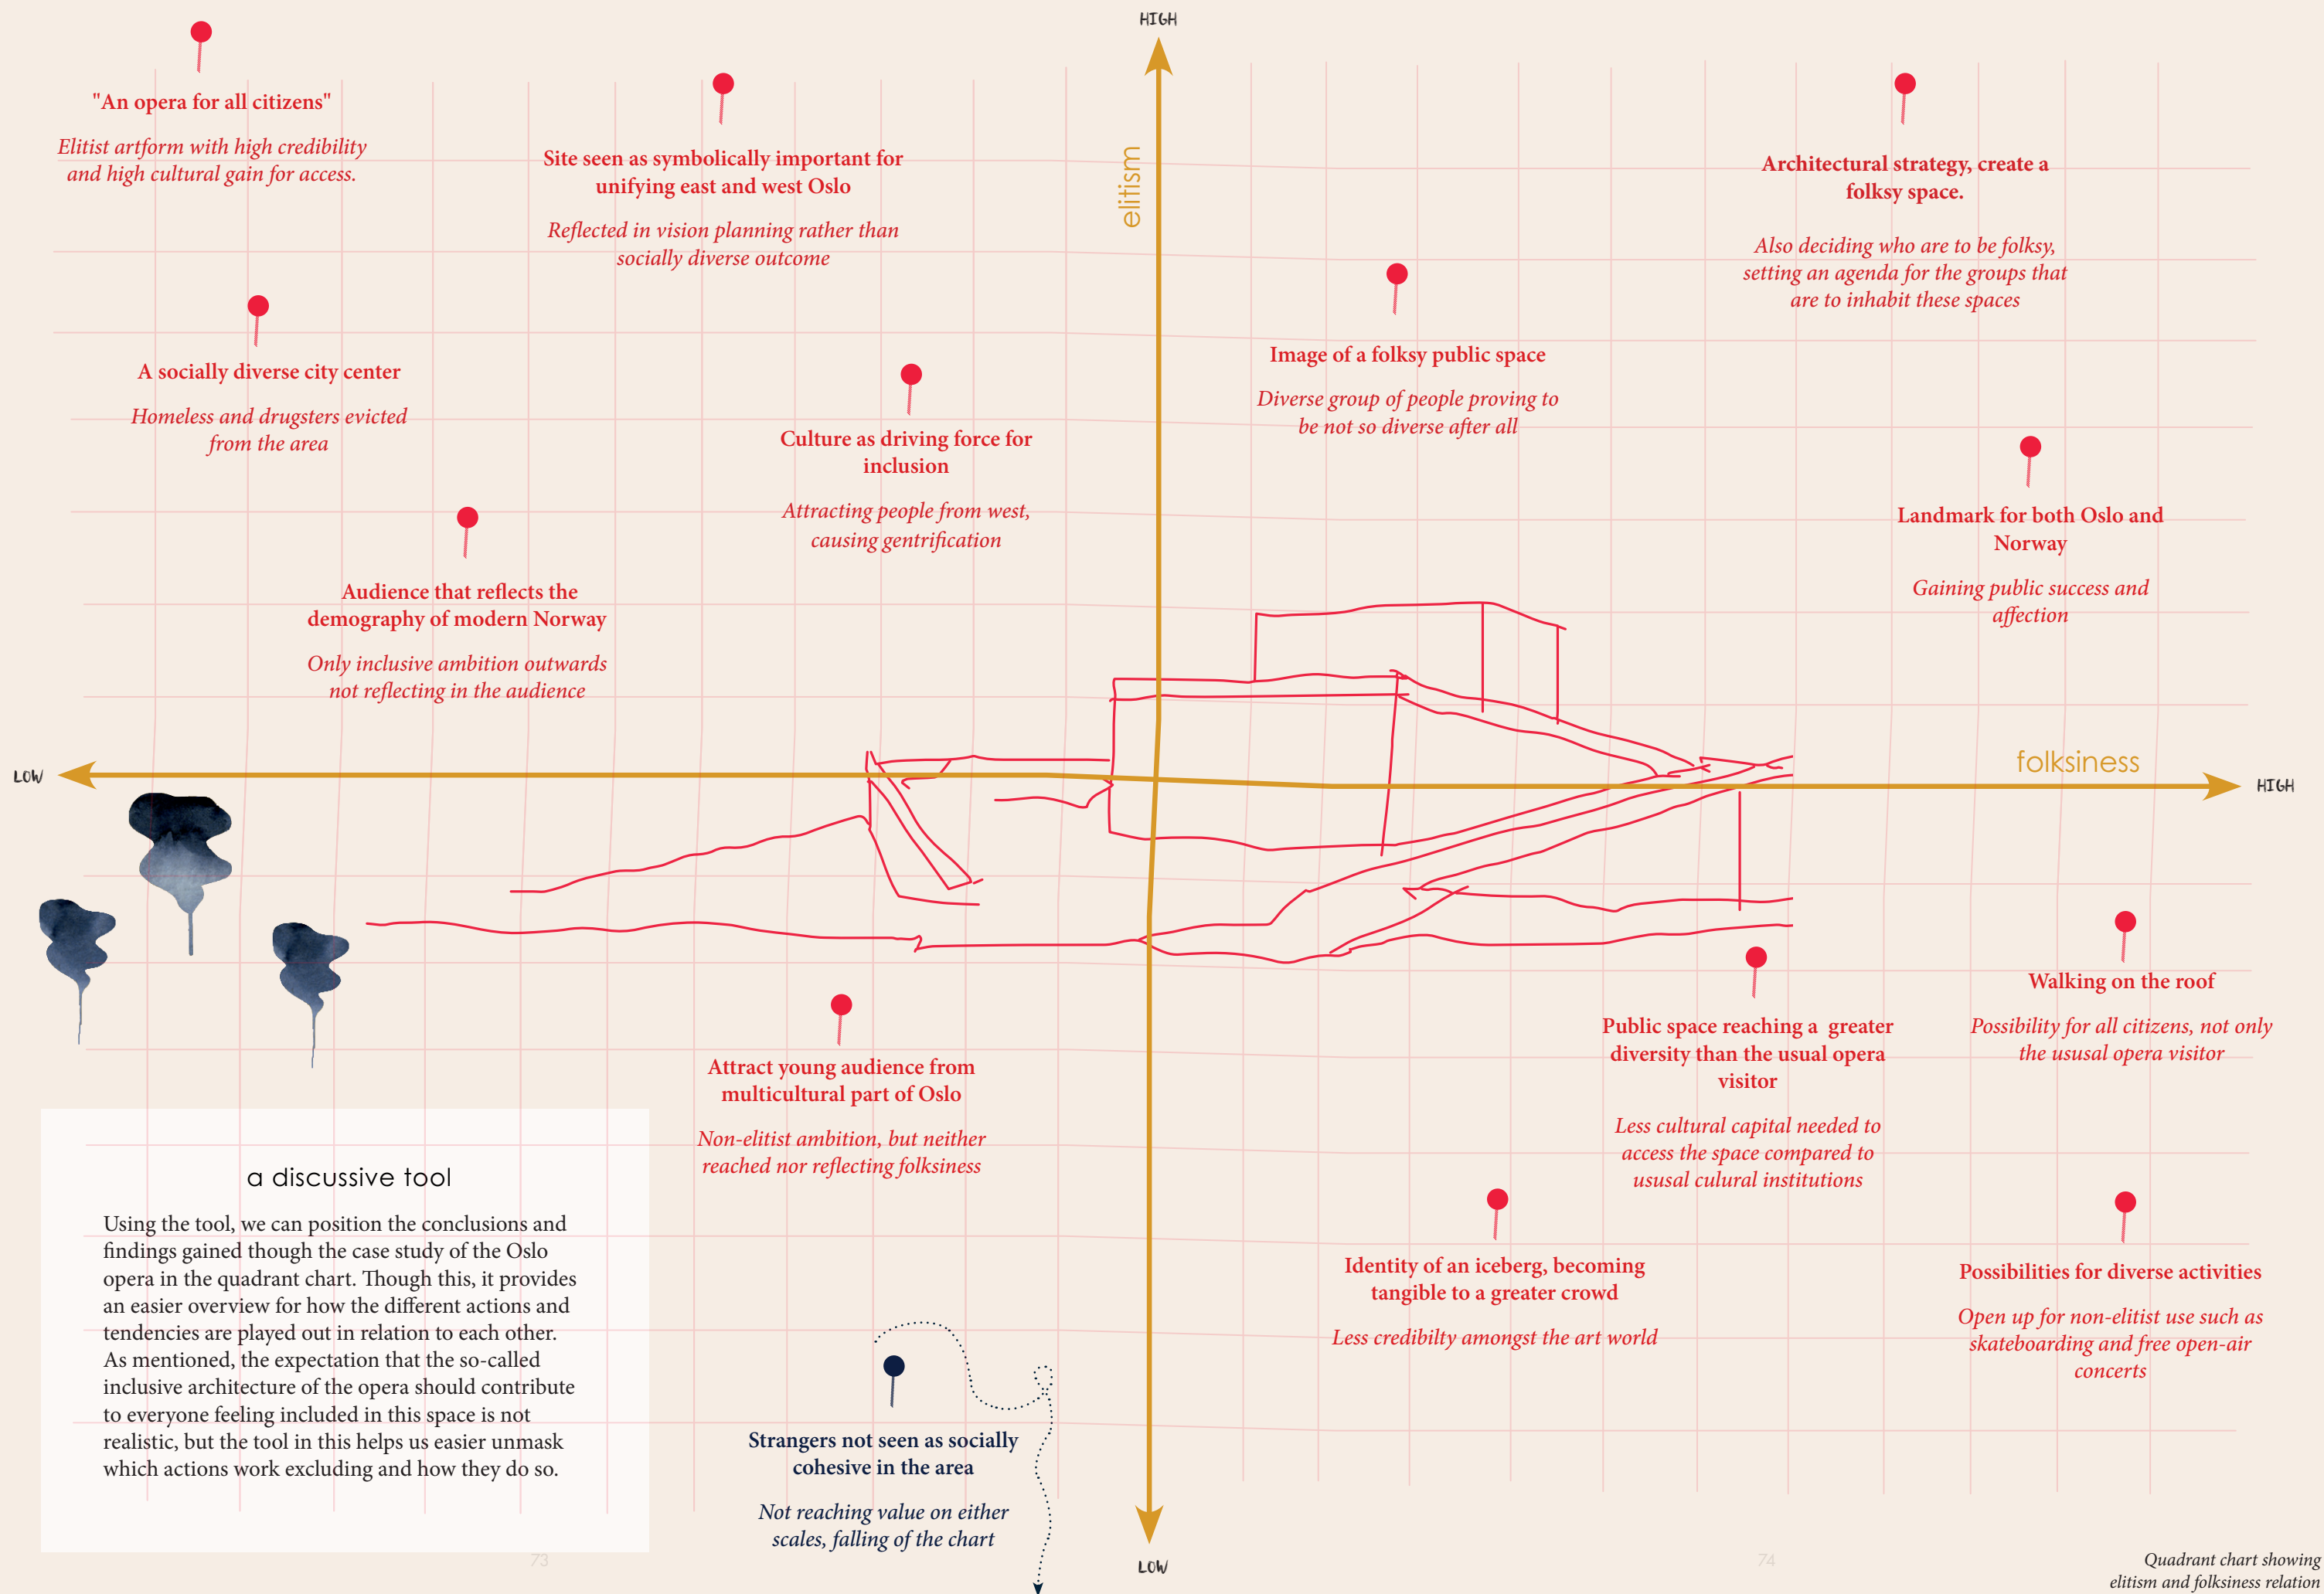 HIGH
"An opera for all citizens"
Elitist artform with high credibility
and high cultural gain for access.
Site seen as symbolically important for
unifying east and west Oslo
Reflected in vision planning rather than
socially diverse outcome
elitism
Architectural strategy, create a
folksy space.
Also deciding who are to be folksy,
setting an agenda for the groups that
are to inhabit these spaces
A socially diverse city center
Homeless and drugsters evicted
from the area
Culture as driving force for
inclusion
Attracting people from west,
causing gentrification
Image of a folksy public space
Diverse group of people proving to
be not so diverse after all
Landmark for both Oslo and
Norway
Gaining public success and
affection
Audience that reflects the
demography of modern Norway
Only inclusive ambition outwards
not reflecting in the audience
LOW
folksiness
HIGH
Attract young audience from
multicultural part of Oslo
Non-elitist ambition, but neither
reached nor reflecting folksiness
Public space reaching a  greater
diversity than the usual opera
visitor
Less cultural capital needed to
access the space compared to
ususal culural institutions
Walking on the roof
Possibility for all citizens, not only
the ususal opera visitor
Identity of an iceberg, becoming
tangible to a greater crowd
Less credibilty amongst the art world
Possibilities for diverse activities
Open up for non-elitist use such as
skateboarding and free open-air
concerts
a discussive tool
Using the tool, we can position the conclusions and
findings gained though the case study of the Oslo
opera in the quadrant chart. Though this, it provides
an easier overview for how the different actions and
tendencies are played out in relation to each other.
As mentioned, the expectation that the so-called
inclusive architecture of the opera should contribute
to everyone feeling included in this space is not
realistic, but the tool in this helps us easier unmask
which actions work excluding and how they do so.
Strangers not seen as socially
cohesive in the area
Not reaching value on either
scales, falling of the chart
73
LOW
74
Quadrant chart showing
elitism and folksiness relation